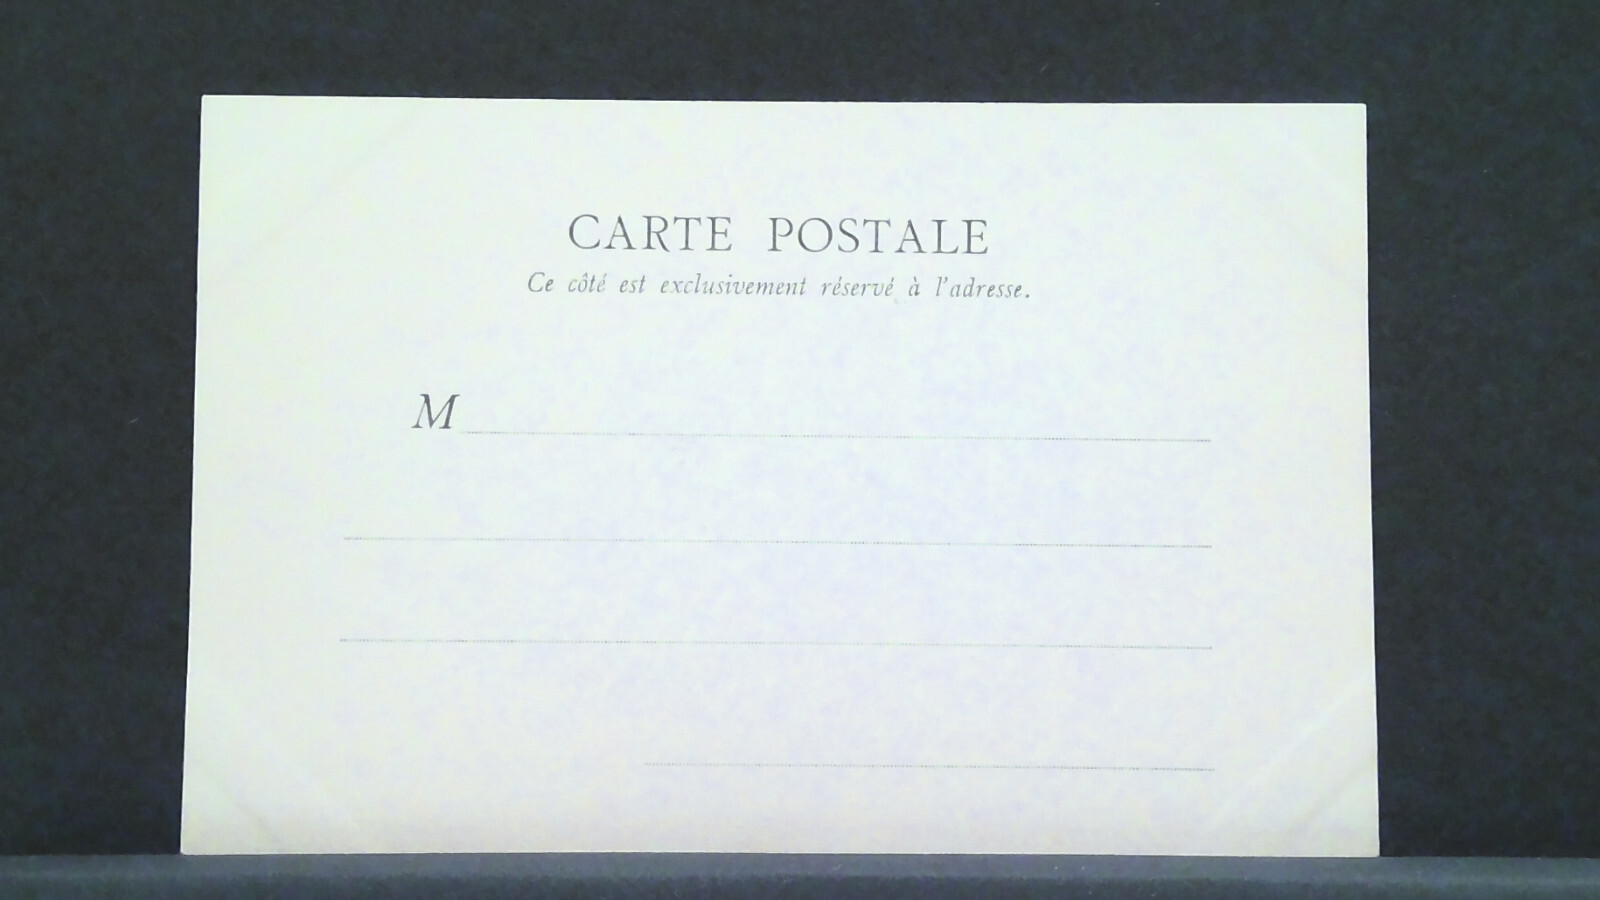 CARTE POSTALE
Ce côté est exclusivement réservé à l'adresse.
M